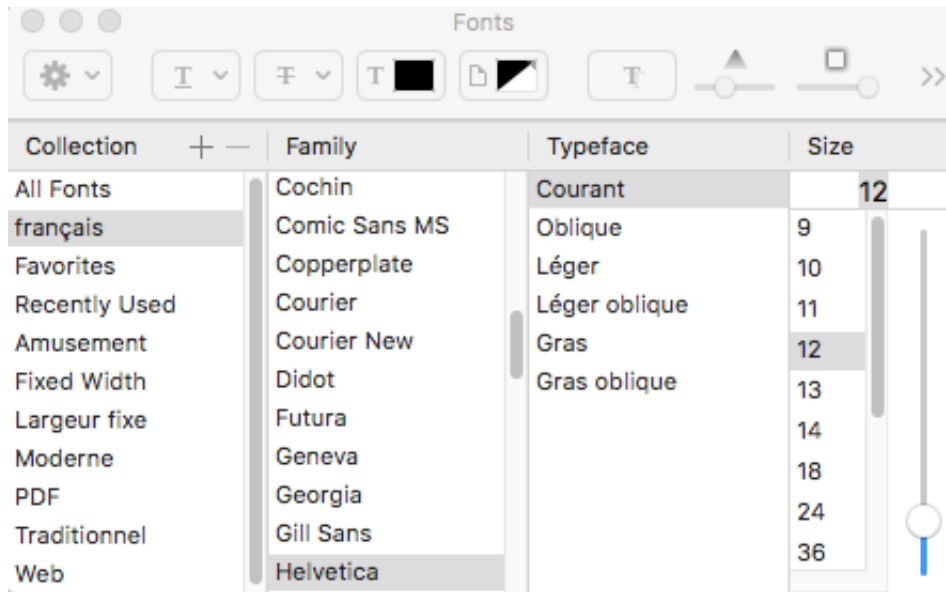 Fonts
T T T T
Collection + — Family Typeface Size
All Fonts
français
Favorites
Recently Used
Amusement
Fixed Width
Largeur fixe
Moderne
PDF
Traditionnel
Web
Cochin
Comic Sans MS
Copperplate
Courier
Courier New
Didot
Futura
Geneva
Georgia
Gill Sans
Helvetica
Courant
Oblique
Léger
Léger oblique
Gras
Gras oblique
12
9
10
11
12
13
14
18
24
36